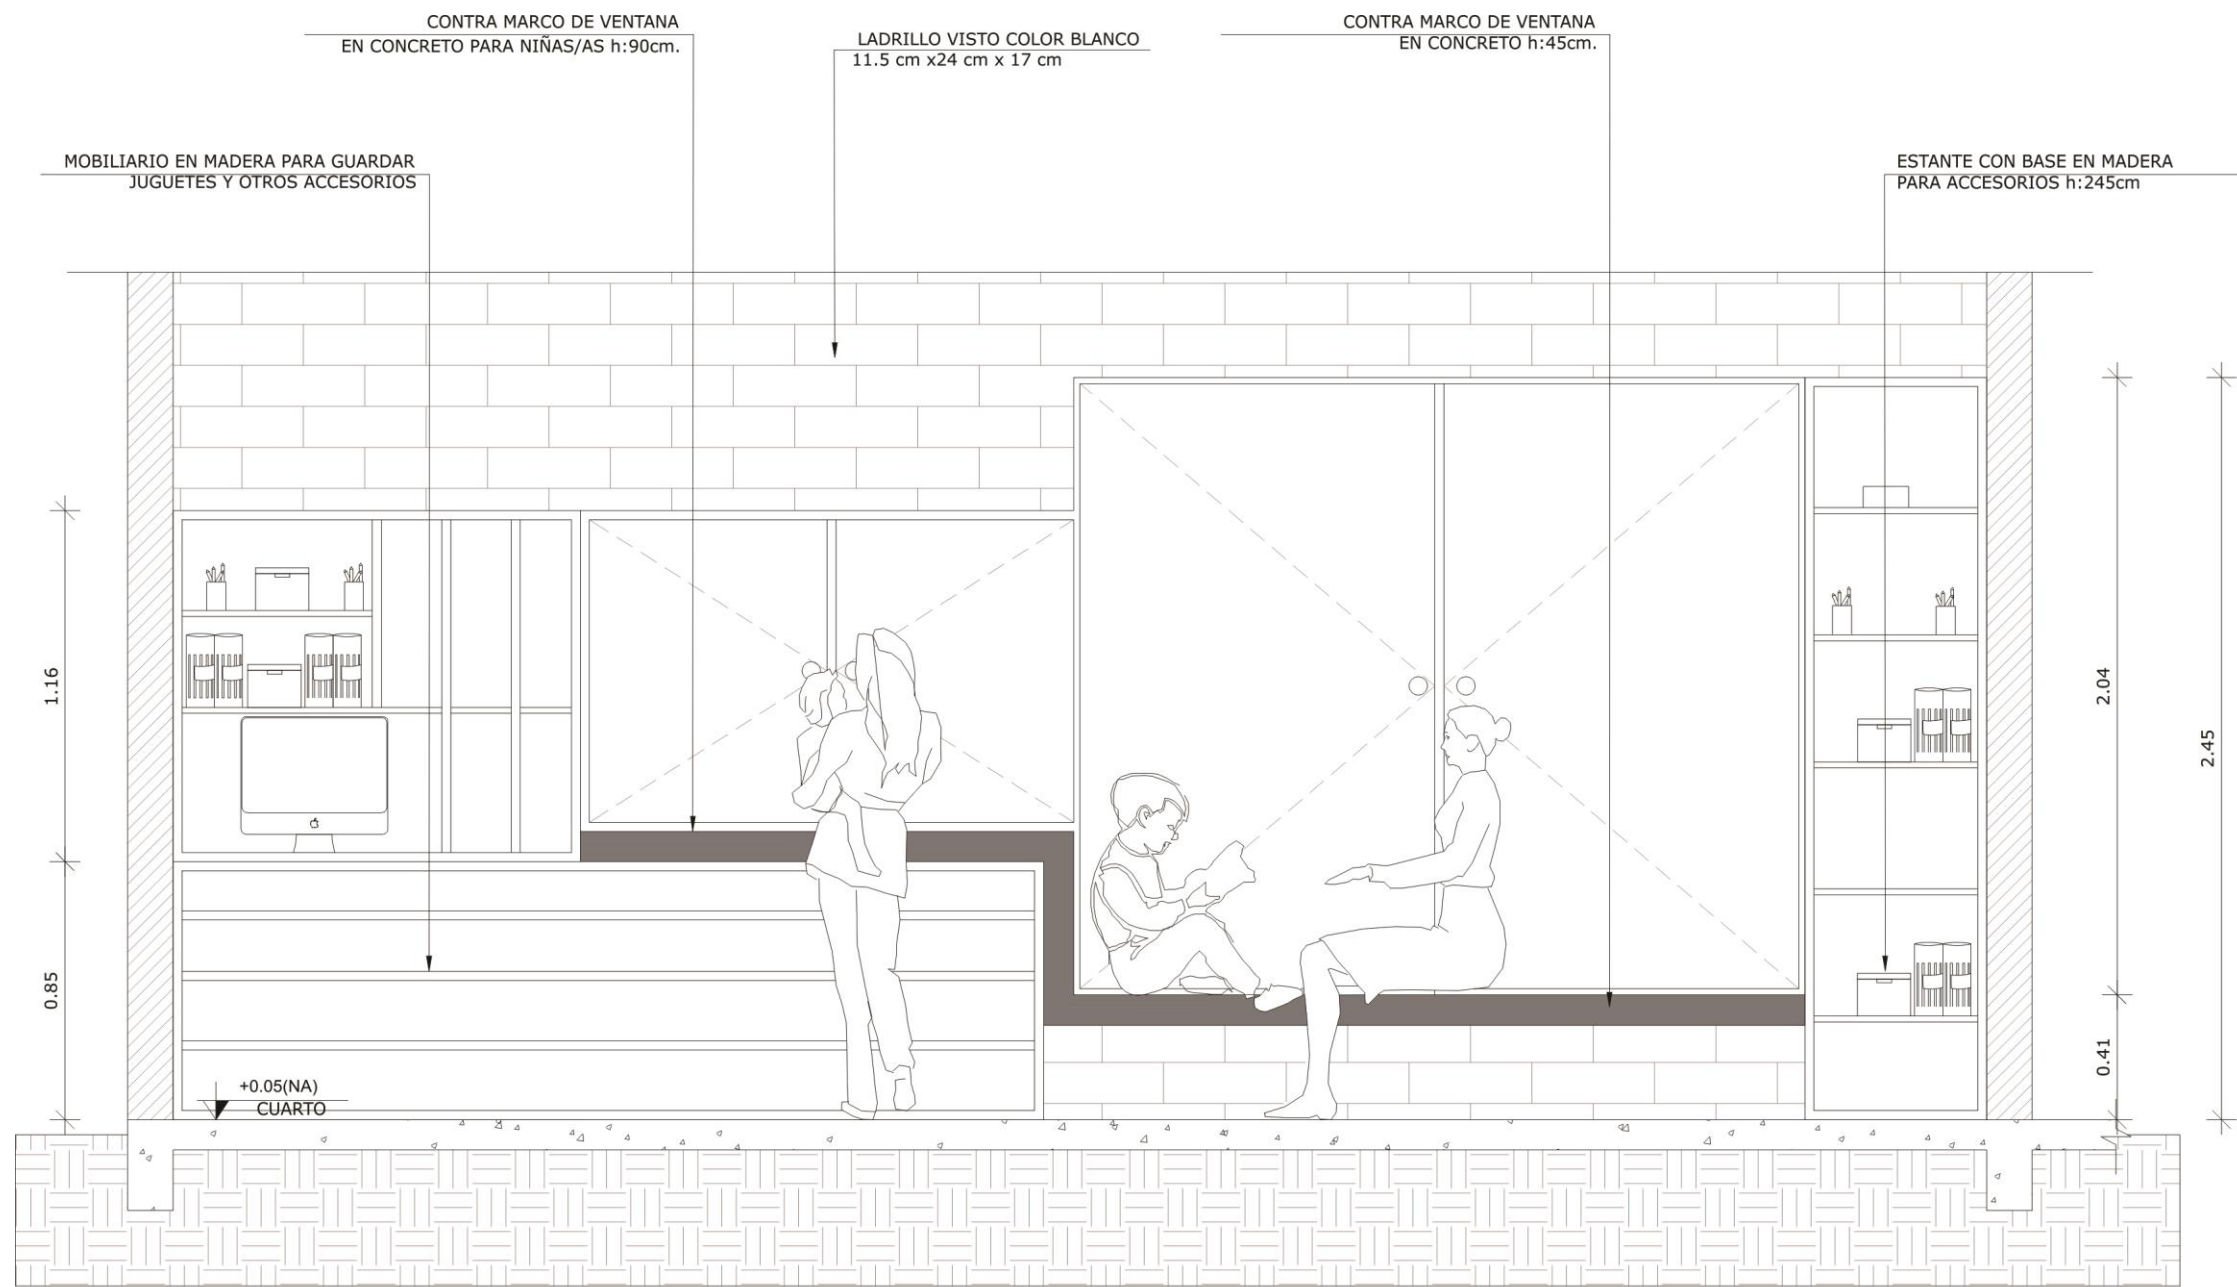 CONTRA MARCO DE VENTANA
EN CONCRETO PARA NIÑAS/AS h:90cm.
LADRILLO VISTO COLOR BLANCO
11.5 cm x24 cm x 17 cm
CONTRA MARCO DE VENTANA
EN CONCRETO h:45cm.
MOBILIARIO EN MADERA PARA GUARDAR
JUGUETES Y OTROS ACCESORIOS
ESTANTE CON BASE EN MADERA
PARA ACCESORIOS h:245cm
1.16
0.85
2.04
2.45
0.41
+0.05(NA)
CUARTO